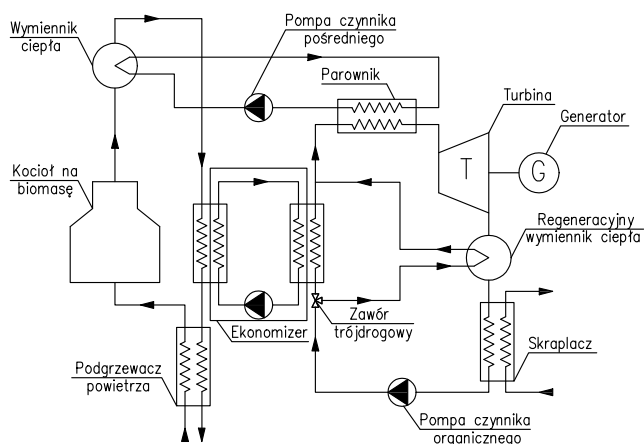 Wymiennik
ciepła
Pompa czynnika
pośredniego
Parownik
Turbina
Generator
T
G
Kocioł na
biomasę
Regeneracyjny
wymiennik ciepła
Ekonomizer
Zawór
trójdrogowy
Skraplacz
Podgrzewacz
powietrza
Pompa czynnika
organicznego